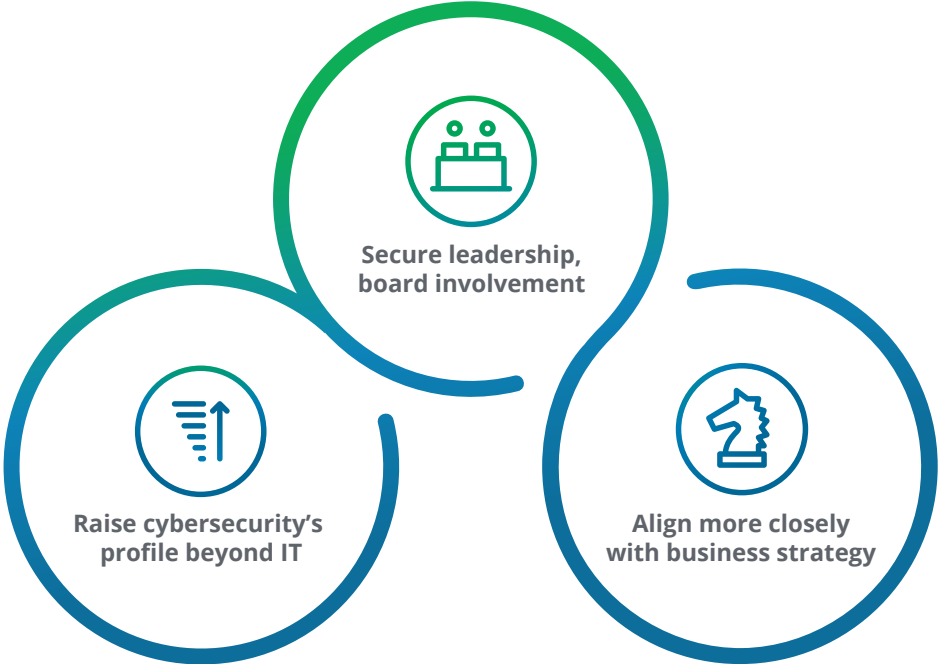 Secure leadership,
board involvement
Raise cybersecurity’s
profile beyond IT
Align more closely
with business strategy